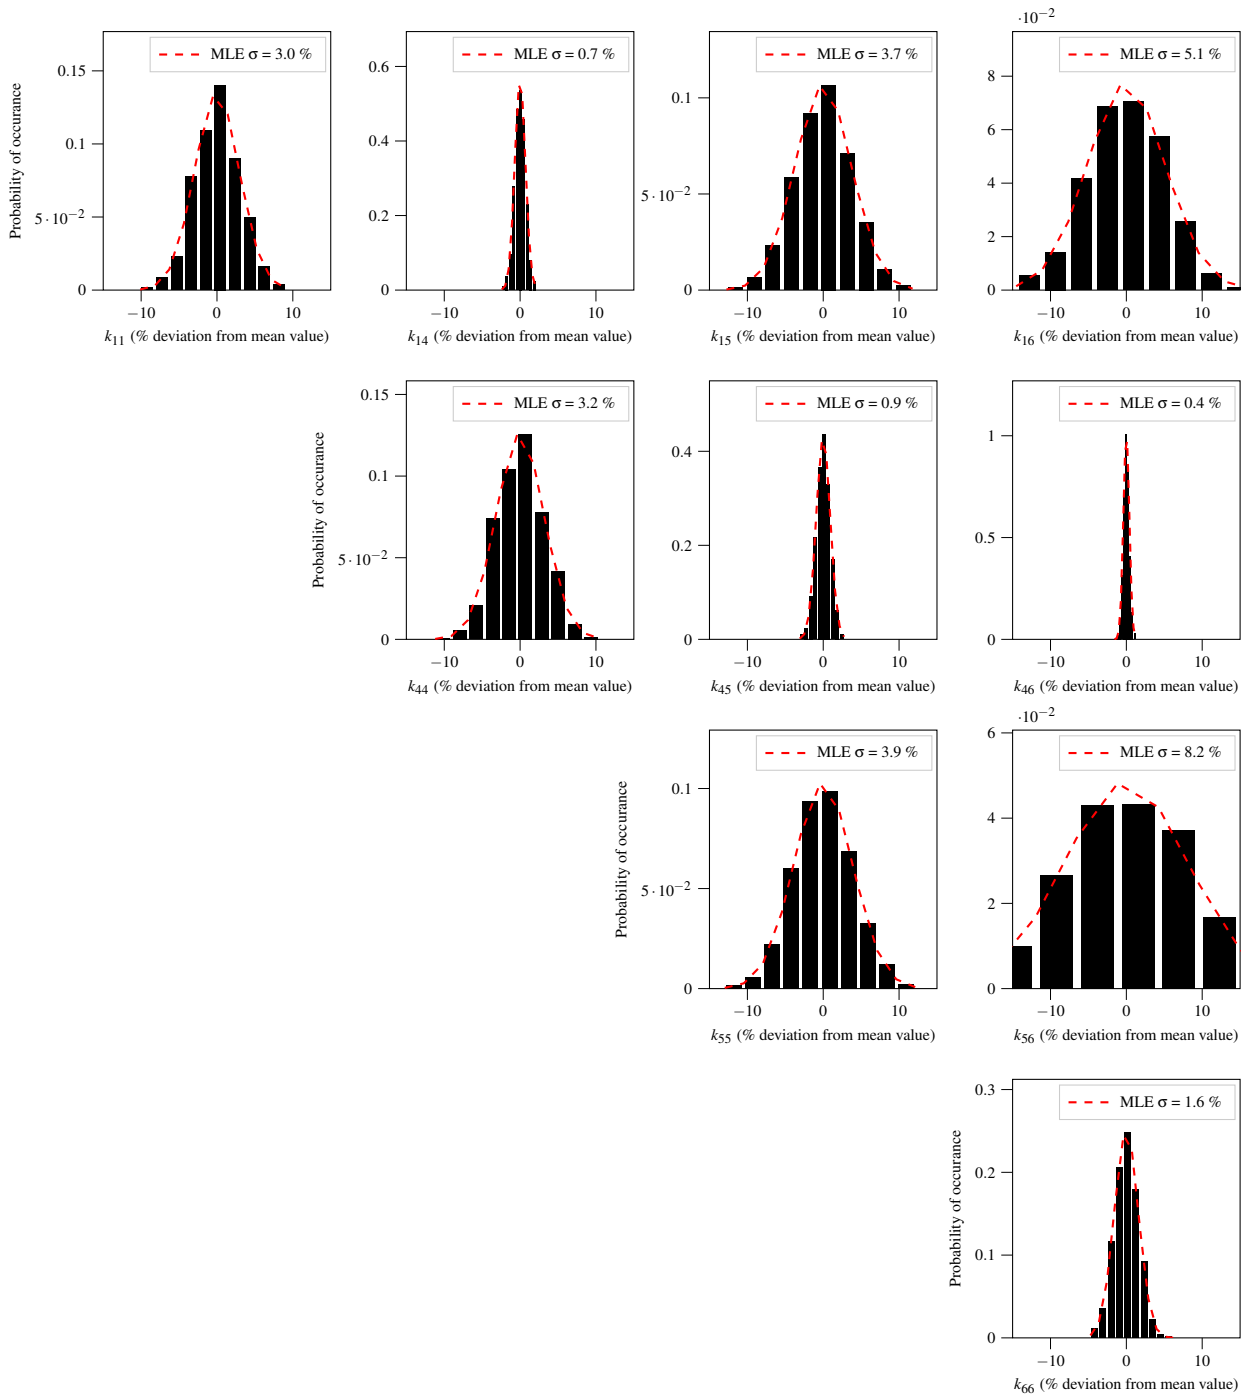 ·10⁻²
MLE σ = 3.0 %
MLE σ = 0.7 %
MLE σ = 3.7 %
MLE σ = 5.1 %
Probability of occurance
0.15
0.1
5·10⁻²
0
0.6
0.4
0.2
0
0.1
5·10⁻²
0
8
6
4
2
0
−10 0 10
−10 0 10
−10 0 10
−10 0 10
k₁₁ (% deviation from mean value)
k₁₄ (% deviation from mean value)
k₁₅ (% deviation from mean value)
k₁₆ (% deviation from mean value)
MLE σ = 3.2 %
MLE σ = 0.9 %
MLE σ = 0.4 %
Probability of occurance
0.15
0.1
5·10⁻²
0
0.4
0.2
0
1
0.5
0
−10 0 10
−10 0 10
−10 0 10
k₄₄ (% deviation from mean value)
k₄₅ (% deviation from mean value)
k₄₆ (% deviation from mean value)
·10⁻²
MLE σ = 3.9 %
MLE σ = 8.2 %
Probability of occurance
0.1
5·10⁻²
0
6
4
2
0
−10 0 10
−10 0 10
k₅₅ (% deviation from mean value)
k₅₆ (% deviation from mean value)
MLE σ = 1.6 %
Probability of occurance
0.3
0.2
0.1
0
−10 0 10
k₆₆ (% deviation from mean value)